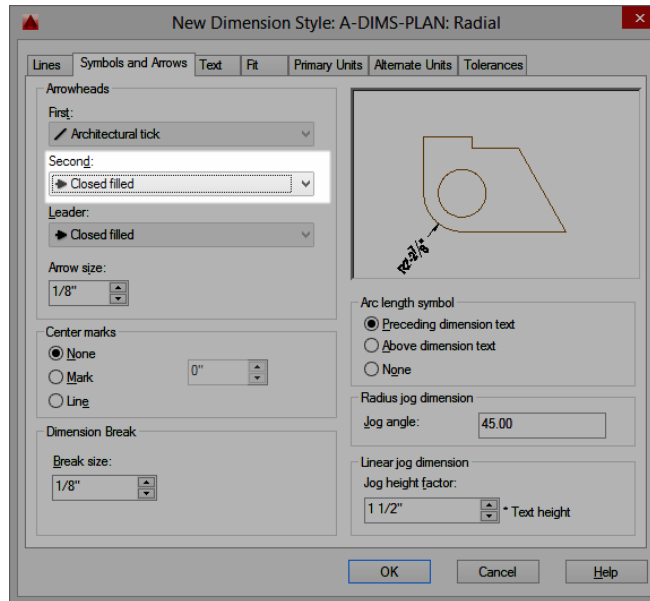 New Dimension Style: A-DIMS-PLAN: Radial
Lines Symbols and Arrows Text Fit Primary Units Alternate Units Tolerances
Arrowheads
First:
Architectural tick
Second:
Closed filled
Leader:
Closed filled
Arrow size:
1/8"
Center marks
None
Mark
Line
0"
Dimension Break
Break size:
1/8"
Arc length symbol
Preceding dimension text
Above dimension text
None
Radius jog dimension
Jog angle:
45.00
Linear jog dimension
Jog height factor:
1 1/2"
* Text height
OK Cancel Help